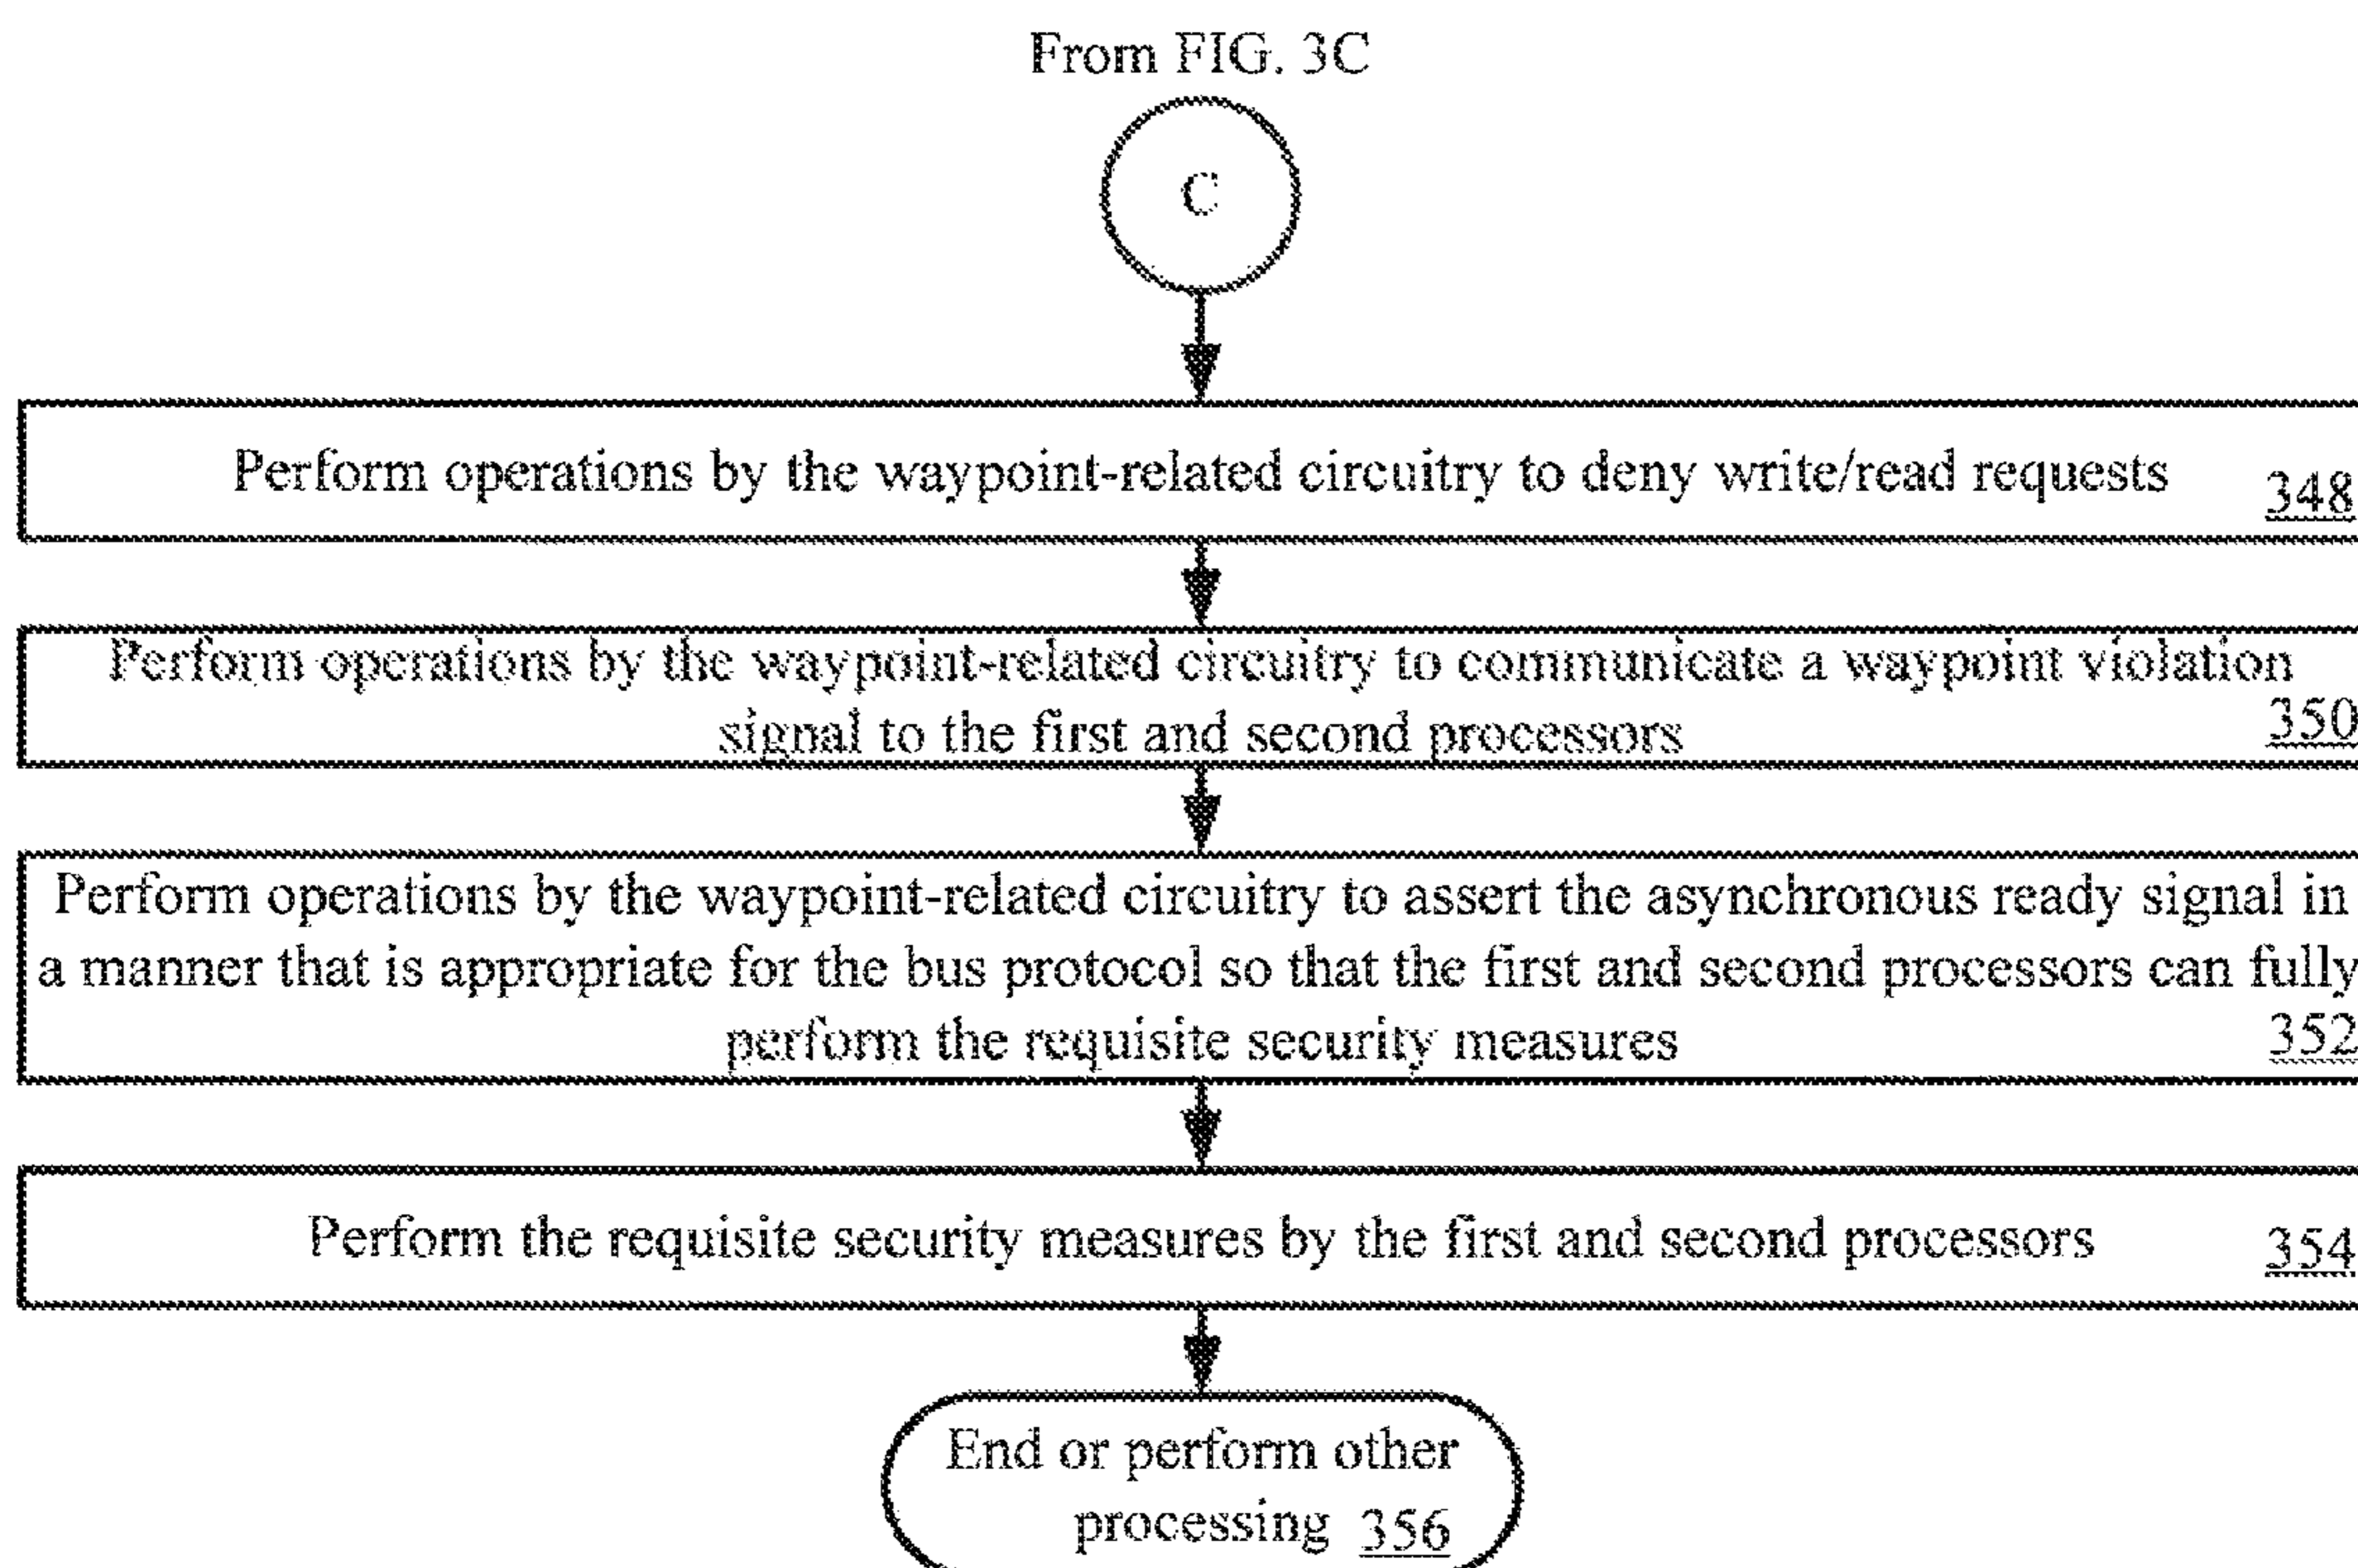 From FIG. 3C
C
Perform operations by the waypoint-related circuitry to deny write/read requests 348
Perform operations by the waypoint-related circuitry to communicate a waypoint violation
signal to the first and second processors 350
Perform operations by the waypoint-related circuitry to assert the asynchronous ready signal in
a manner that is appropriate for the bus protocol so that the first and second processors can fully
perform the requisite security measures 352
Perform the requisite security measures by the first and second processors 354
End or perform other
processing 356